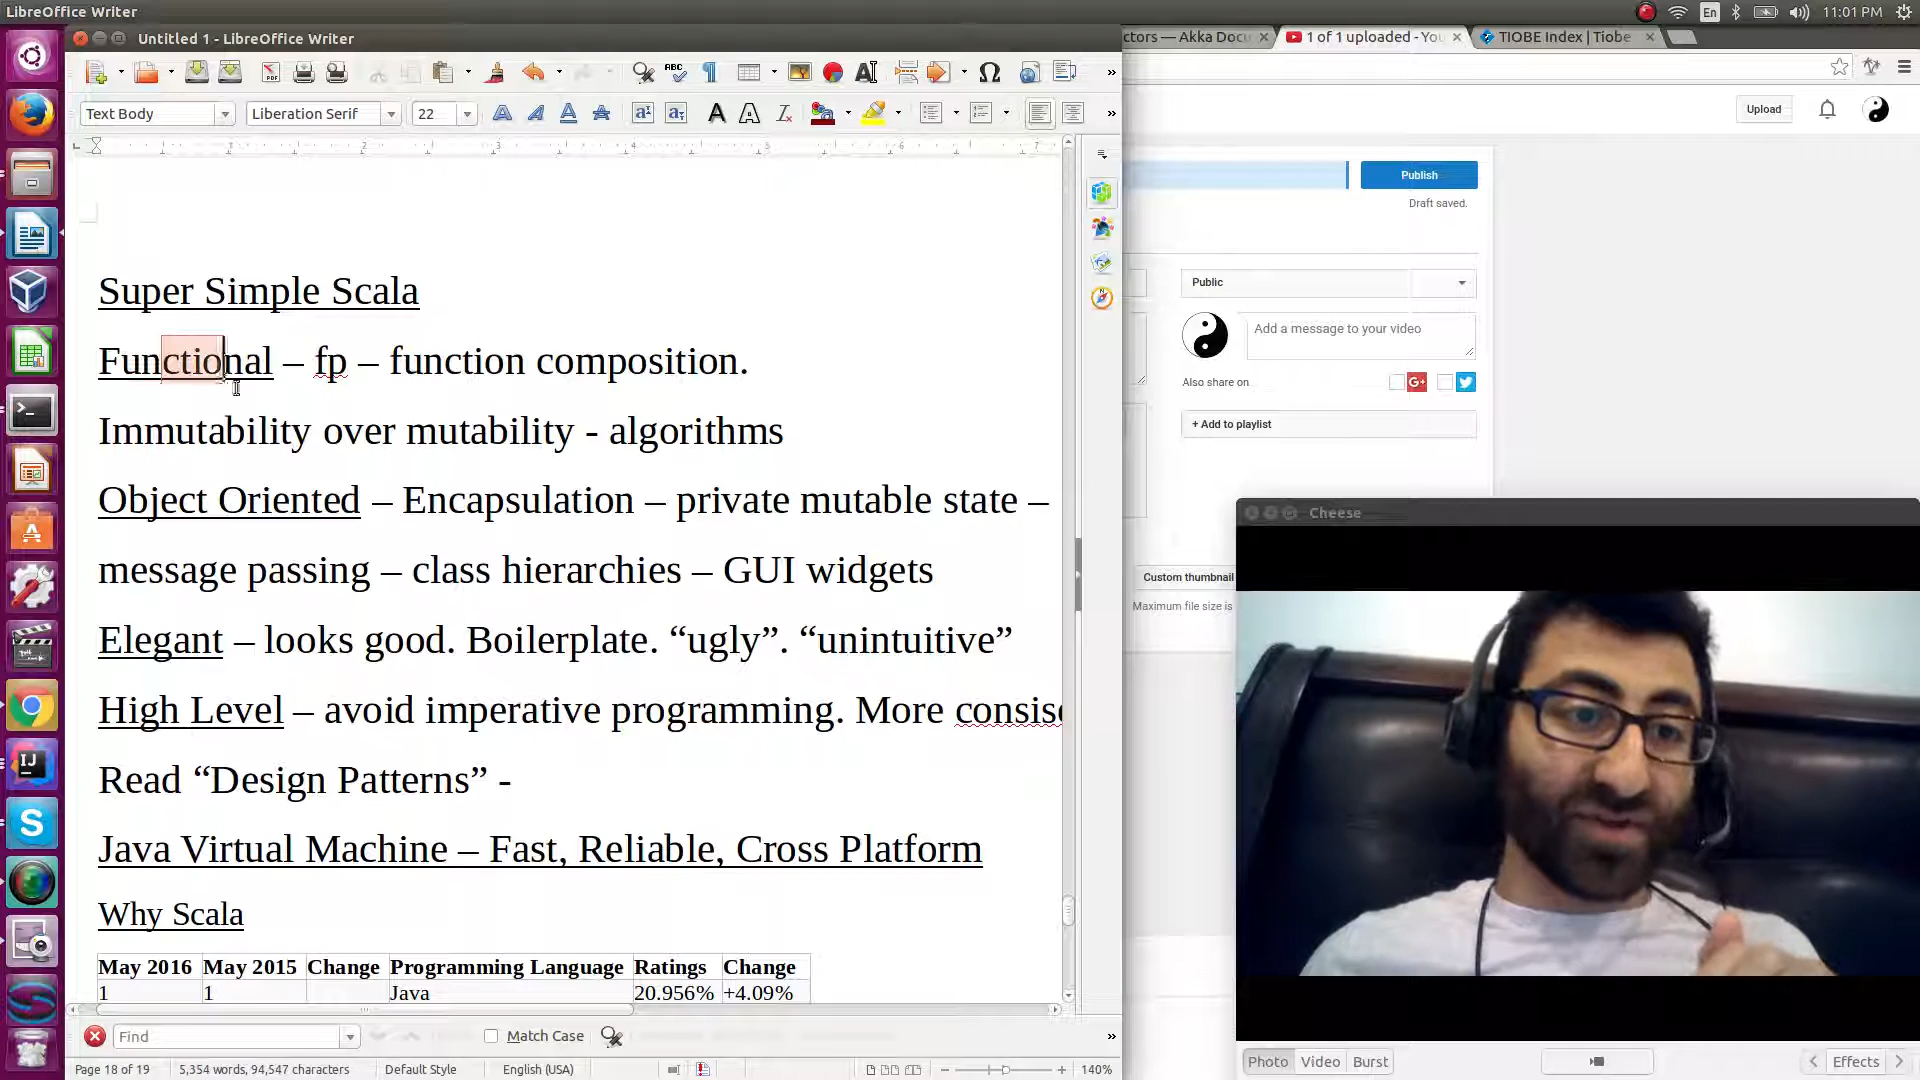 LibreOffice Writer
En
11:01 PM
Untitled 1 - LibreOffice Writer
ctors — Akka Docu
1 of 1 uploaded - You
TIOBE Index | Tiobe
Text Body
Liberation Serif
22
Upload
Publish
Draft saved.
Public
Add a message to your video
Also share on
+ Add to playlist
Custom thumbnail
Maximum file size is
Super Simple Scala
Functional – fp – function composition.
Immutability over mutability - algorithms
Object Oriented – Encapsulation – private mutable state –
message passing – class hierarchies – GUI widgets
Elegant – looks good. Boilerplate. “ugly”. “unintuitive”
High Level – avoid imperative programming. More consis
Read “Design Patterns” -
Java Virtual Machine – Fast, Reliable, Cross Platform
Why Scala
May 2016 May 2015 Change Programming Language Ratings Change
1 1 Java 20.956% +4.09%
Cheese
Find
Match Case
Photo Video Burst
Effects
Page 18 of 19
5,354 words, 94,547 characters
Default Style
English (USA)
140%